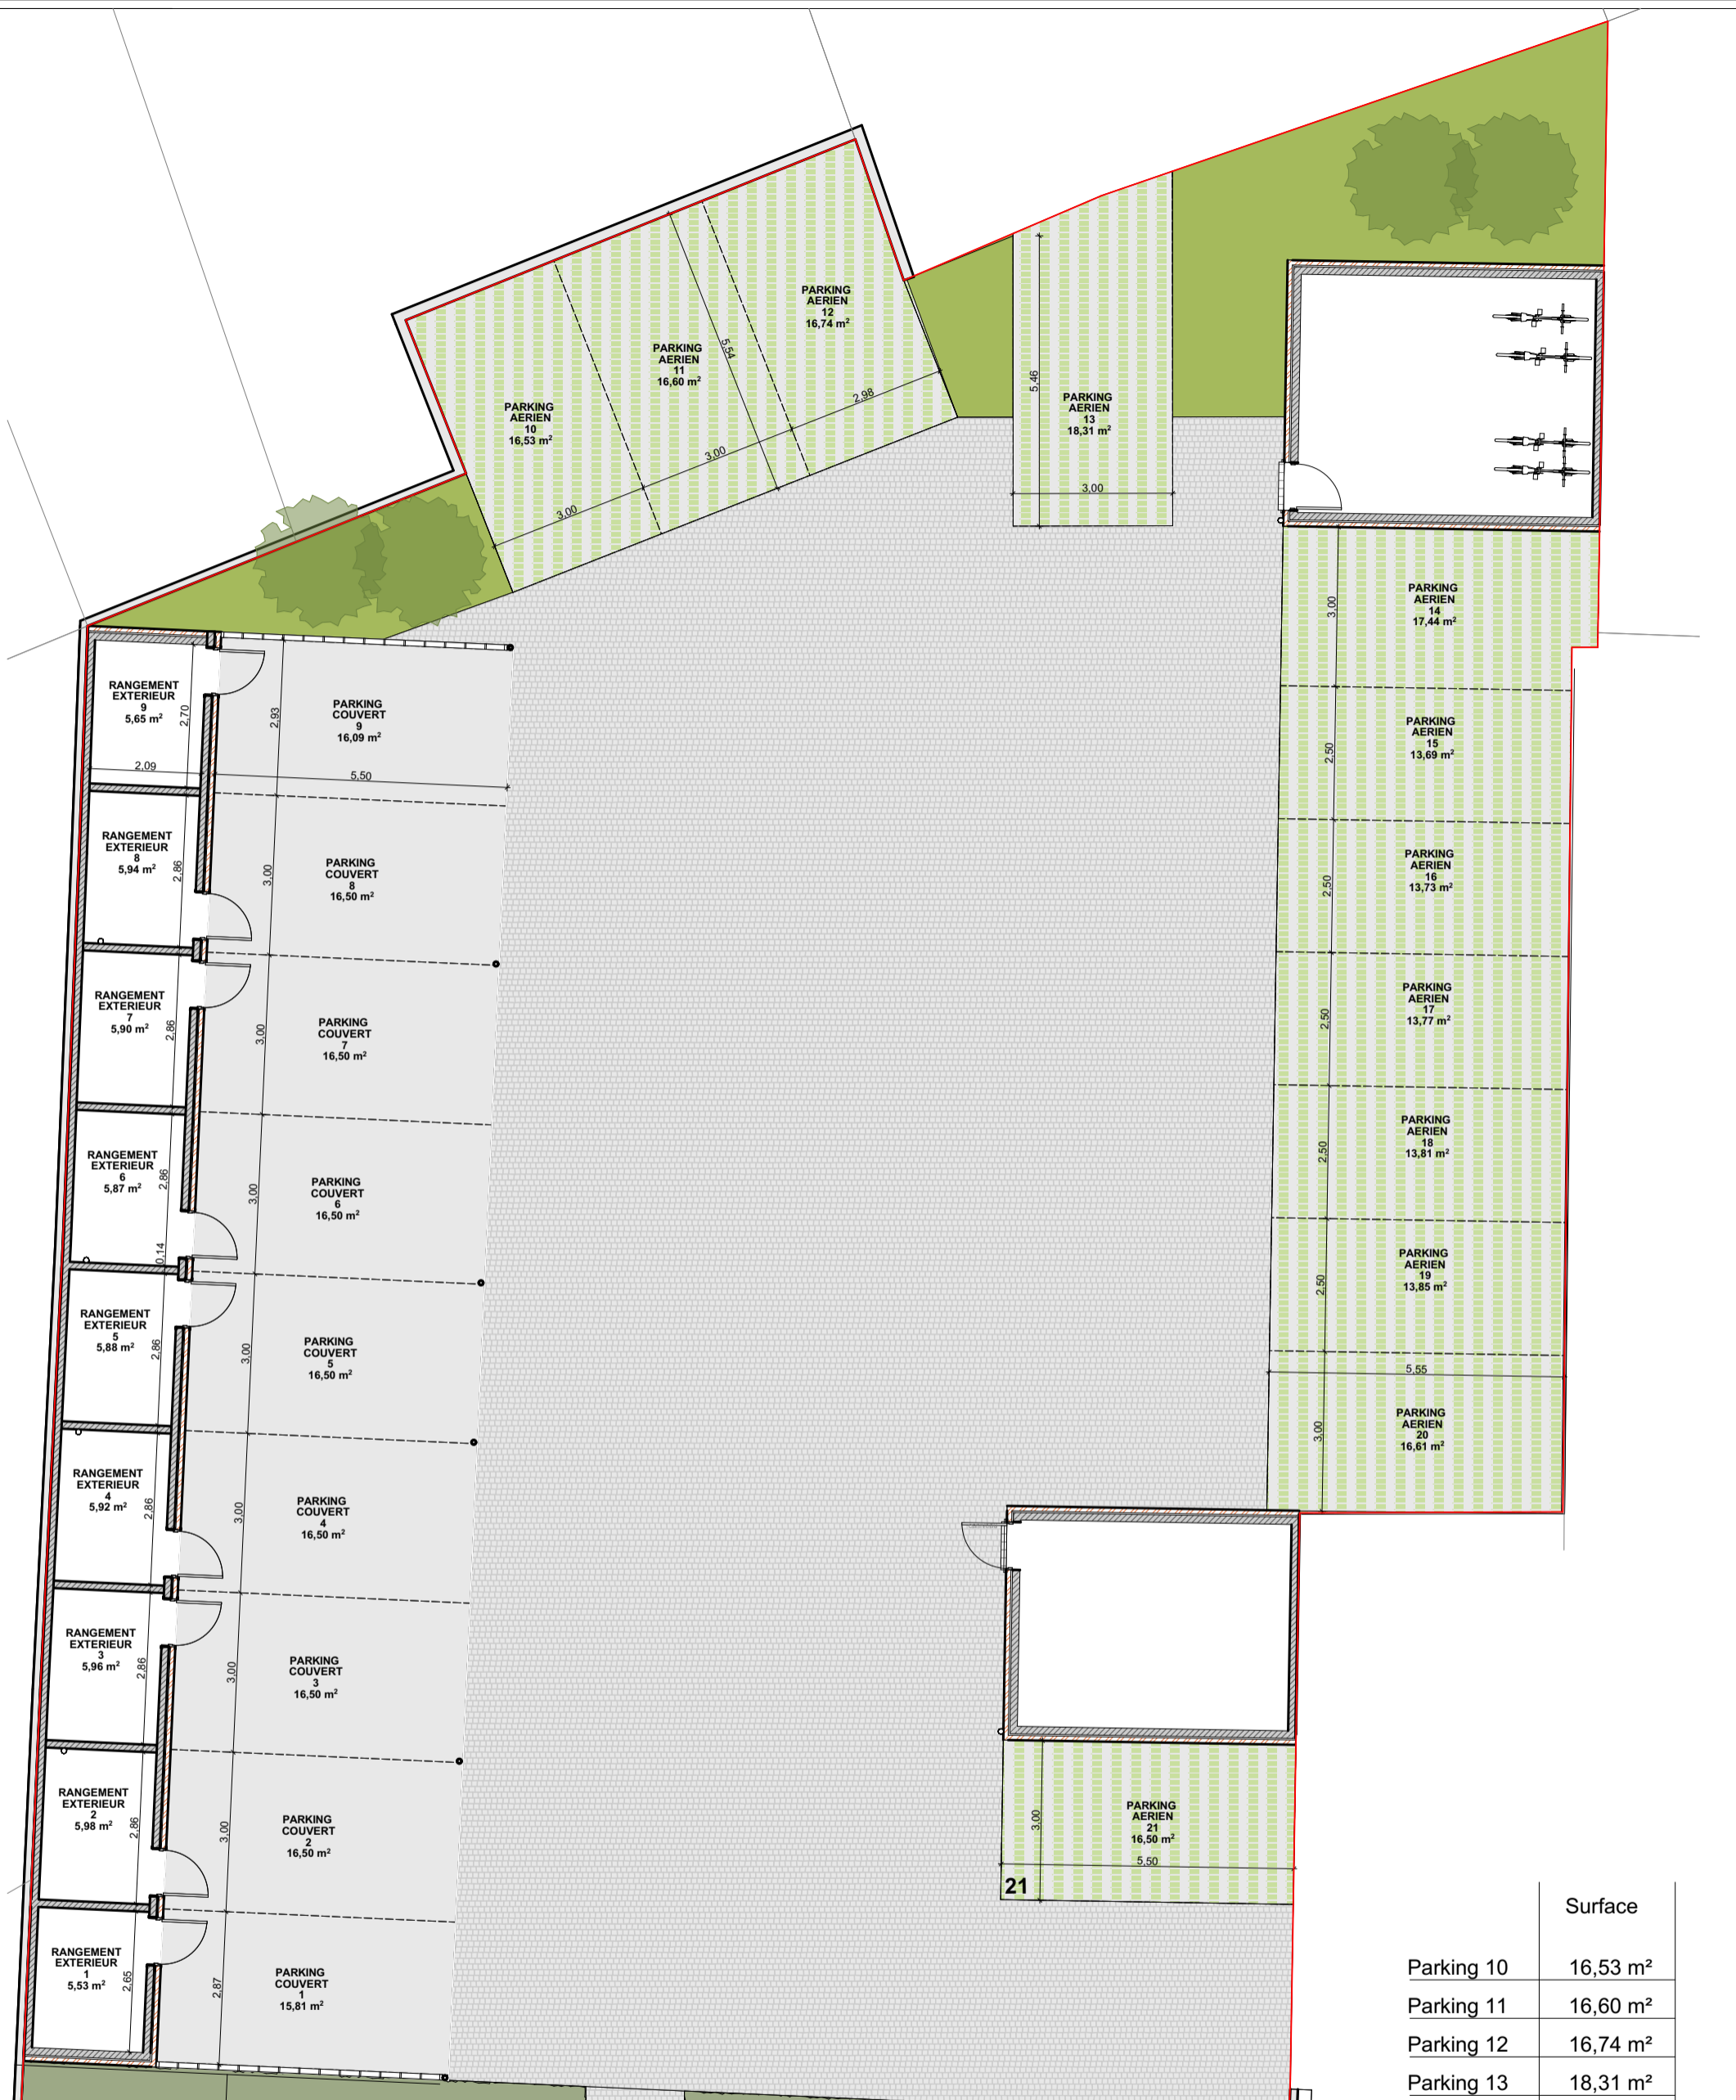 PARKING
AERIEN
12
16,74 m²
PARKING
AERIEN
11
16,60 m²
5,54
PARKING
AERIEN
10
16,53 m²
2,98
3,00
3,00
5,46
PARKING
AERIEN
13
18,31 m²
3,00
PARKING
AERIEN
14
17,44 m²
3,00
PARKING
AERIEN
15
13,69 m²
2,50
PARKING
AERIEN
16
13,73 m²
2,50
PARKING
AERIEN
17
13,77 m²
2,50
PARKING
AERIEN
18
13,81 m²
2,50
PARKING
AERIEN
19
13,85 m²
2,50
5,55
PARKING
AERIEN
20
16,61 m²
3,00
RANGEMENT
EXTERIEUR
9
5,65 m²
2,70
2,09
2,93
PARKING
COUVERT
9
16,09 m²
5,50
RANGEMENT
EXTERIEUR
8
5,94 m²
2,86
3,00
PARKING
COUVERT
8
16,50 m²
RANGEMENT
EXTERIEUR
7
5,90 m²
2,86
3,00
PARKING
COUVERT
7
16,50 m²
RANGEMENT
EXTERIEUR
6
5,87 m²
2,86
0,14
3,00
PARKING
COUVERT
6
16,50 m²
RANGEMENT
EXTERIEUR
5
5,88 m²
2,86
3,00
PARKING
COUVERT
5
16,50 m²
RANGEMENT
EXTERIEUR
4
5,92 m²
2,86
3,00
PARKING
COUVERT
4
16,50 m²
RANGEMENT
EXTERIEUR
3
5,96 m²
2,86
3,00
PARKING
COUVERT
3
16,50 m²
RANGEMENT
EXTERIEUR
2
5,98 m²
2,86
3,00
PARKING
COUVERT
2
16,50 m²
RANGEMENT
EXTERIEUR
1
5,53 m²
2,65
2,87
PARKING
COUVERT
1
15,81 m²
3,00
PARKING
AERIEN
21
16,50 m²
5,50
21
Surface
Parking 10 16,53 m²
Parking 11 16,60 m²
Parking 12 16,74 m²
Parking 13 18,31 m²